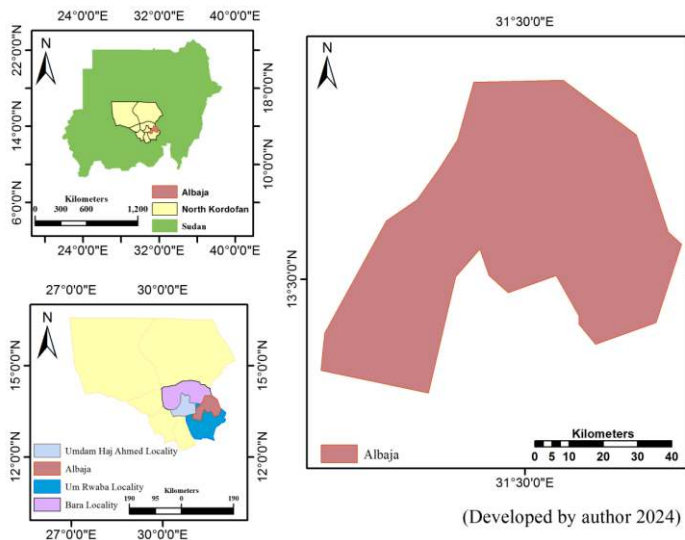 24°0'0"E 32°0'0"E 40°0'0"E
N
22°0'0"N
14°0'0"N
6°0'0"N
18°0'0"N
10°0'0"N
Kilometers
0 300 600 1,200
Albaja
North Kordofan
Sudan
24°0'0"E 32°0'0"E 40°0'0"E
27°0'0"E 30°0'0"E
N
15°0'0"N
12°0'0"N
15°0'0"N
12°0'0"N
Umdam Haj Ahmed Locality
Albaja
Um Rwaba Locality
Bara Locality
Kilometers
190 95 0 190
27°0'0"E 30°0'0"E
31°30'0"E
N
13°30'0"N
13°30'0"N
Albaja
Kilometers
0 5 10 20 30 40
31°30'0"E
(Developed by author 2024)